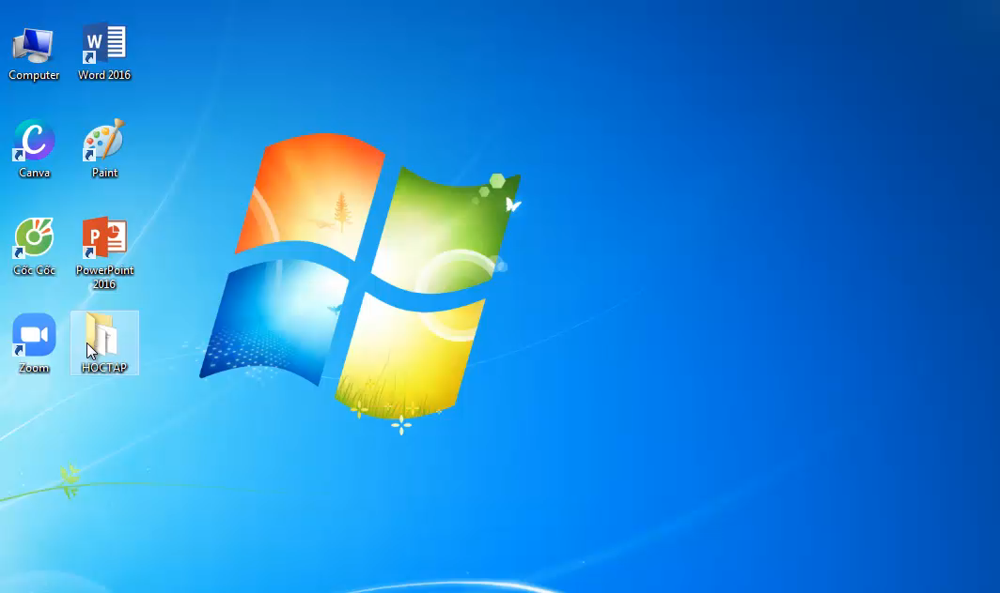 Computer
Word 2016
Canva
Paint
Cốc Cốc
PowerPoint
2016
Zoom
HOCTAP